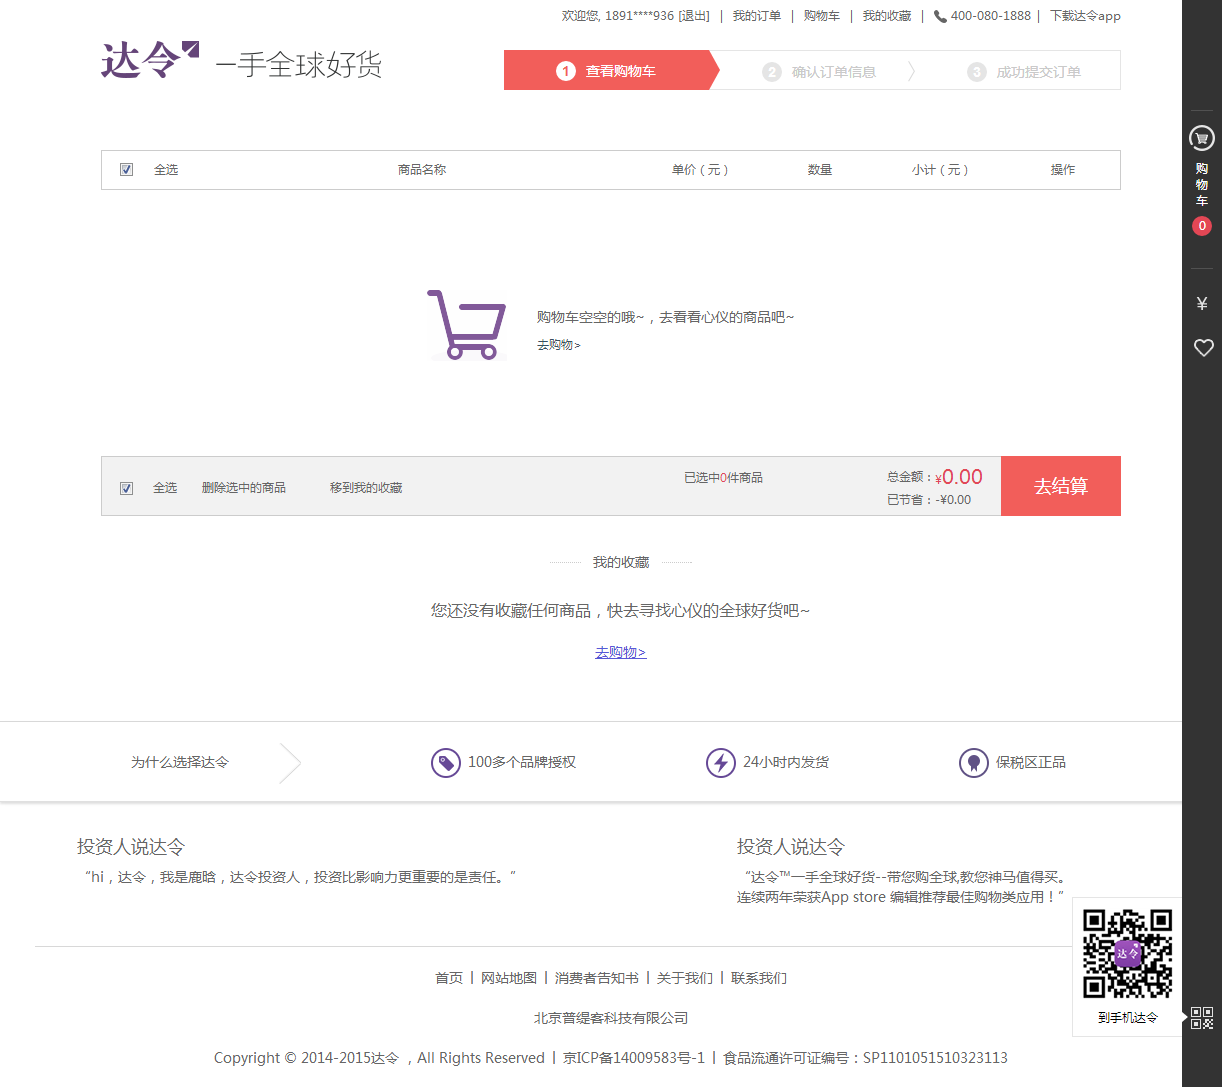 欢迎您, 1891****936 [退出] | 我的订单 | 购物车 | 我的收藏 | 400-080-1888 | 下载达令app
达令 一手全球好货
1 查看购物车 2 确认订单信息 3 成功提交订单
全选 商品名称 单价（元） 数量 小计（元） 操作
购物车空空的哦~，去看看心仪的商品吧~
去购物>
全选 删除选中的商品 移到我的收藏 已选中0件商品 总金额：¥0.00 去结算
已节省：-¥0.00
我的收藏
您还没有收藏任何商品，快去寻找心仪的全球好货吧~
去购物>
为什么选择达令 100多个品牌授权 24小时内发货 保税区正品
投资人说达令
“hi，达令，我是鹿晗，达令投资人，投资比影响力更重要的是责任。”
投资人说达令
“达令™一手全球好货--带您购全球,教您神马值得买。
连续两年荣获App store 编辑推荐最佳购物类应用！”
首页 | 网站地图 | 消费者告知书 | 关于我们 | 联系我们
北京普缇客科技有限公司
Copyright © 2014-2015达令 ，All Rights Reserved | 京ICP备14009583号-1 | 食品流通许可证编号：SP1101051510323113
购
物
车
0
¥
达令
到手机达令